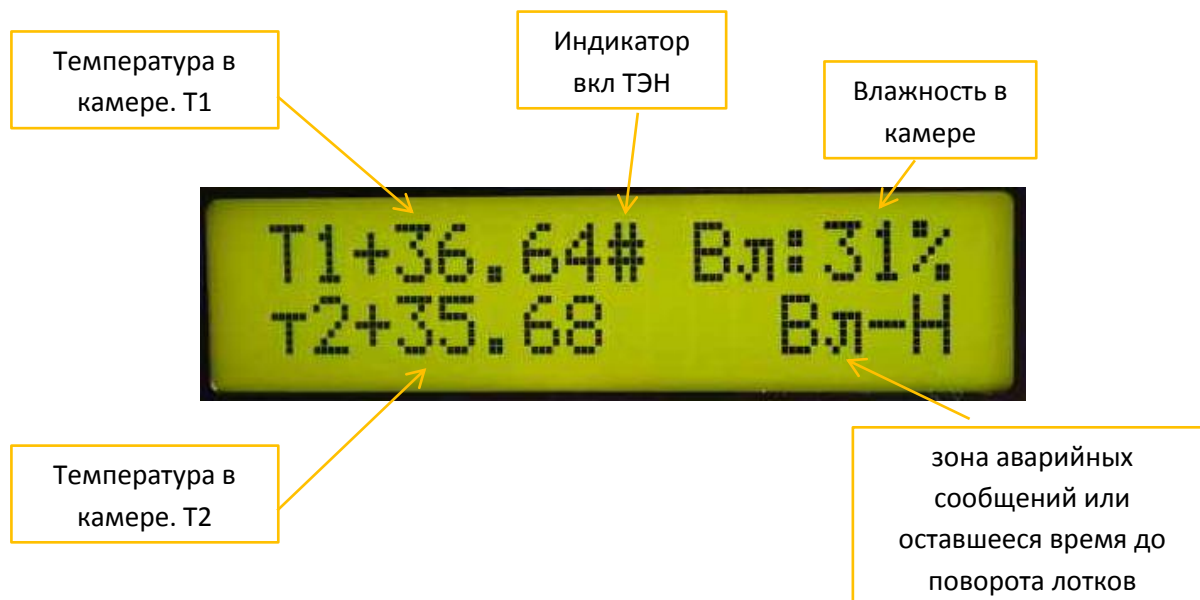 Температура в
камере. Т1
Индикатор
вкл ТЭН
Влажность в
камере
Т1+36.64# Вл:31%
т2+35.68 Вл-Н
Температура в
камере. Т2
зона аварийных
сообщений или
оставшееся время до
поворота лотков